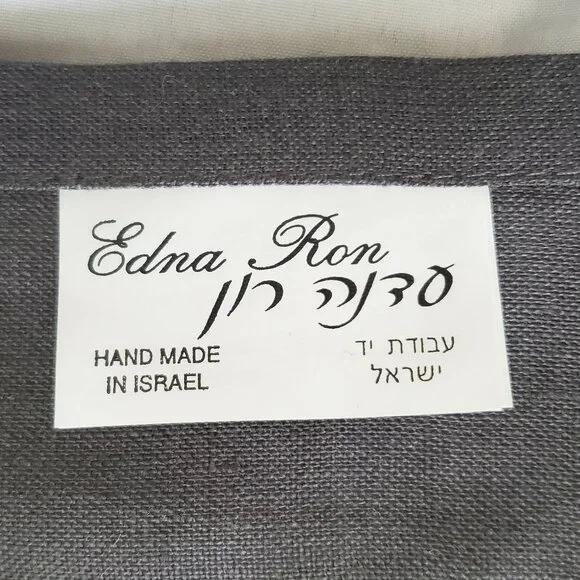 Edna Ron
עדנה רון
HAND MADE
IN ISRAEL
עבודת יד
ישראל